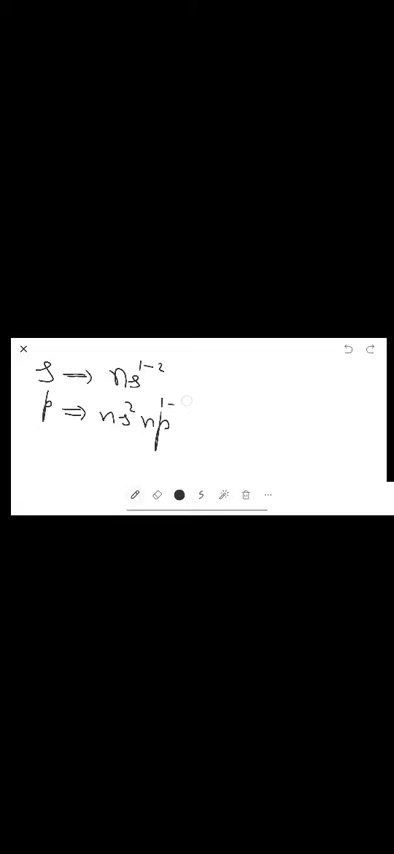 s ⇒ ns¹⁻²
p ⇒ ns² np¹⁻